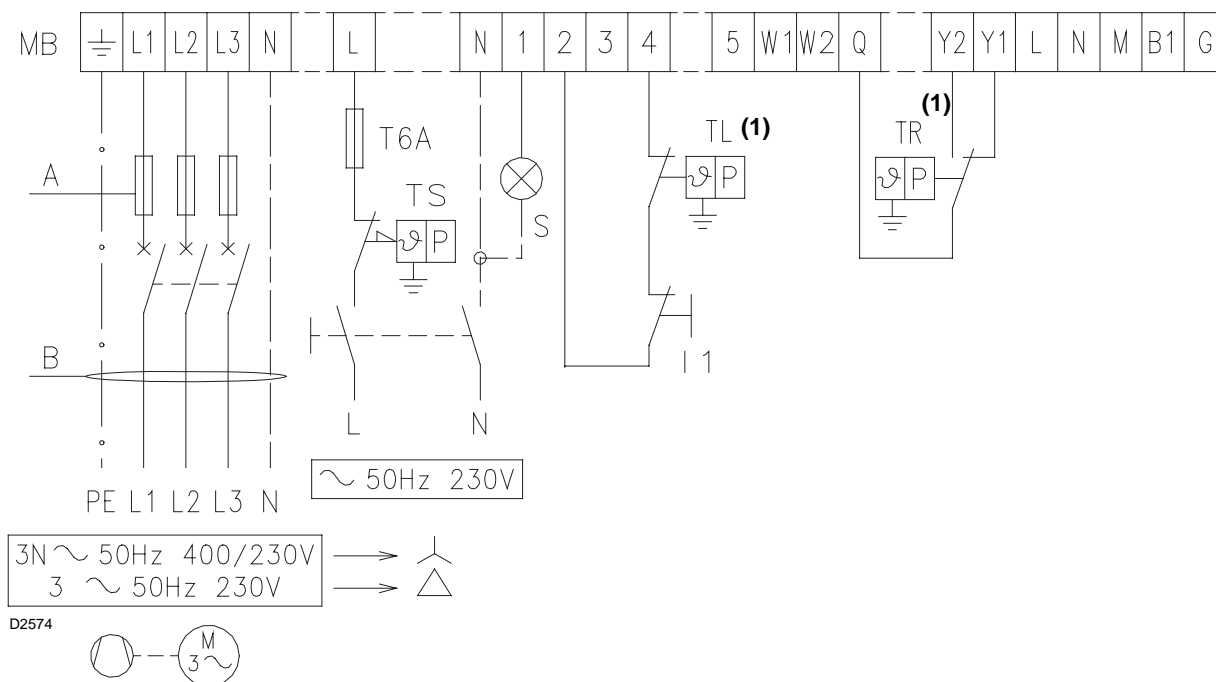 MB L1 L2 L3 N L N 1 2 3 4 5 W1 W2 Q Y2 Y1 L N M B1 G
T6A
TL (1)
TR (1)
ϑ P
ϑ P
A
TS
S
ϑ P
I1
B
L N
∼ 50Hz 230V
PE L1 L2 L3 N
3N ∼ 50Hz 400/230V
3 ∼ 50Hz 230V
D2574
M
3 ∼